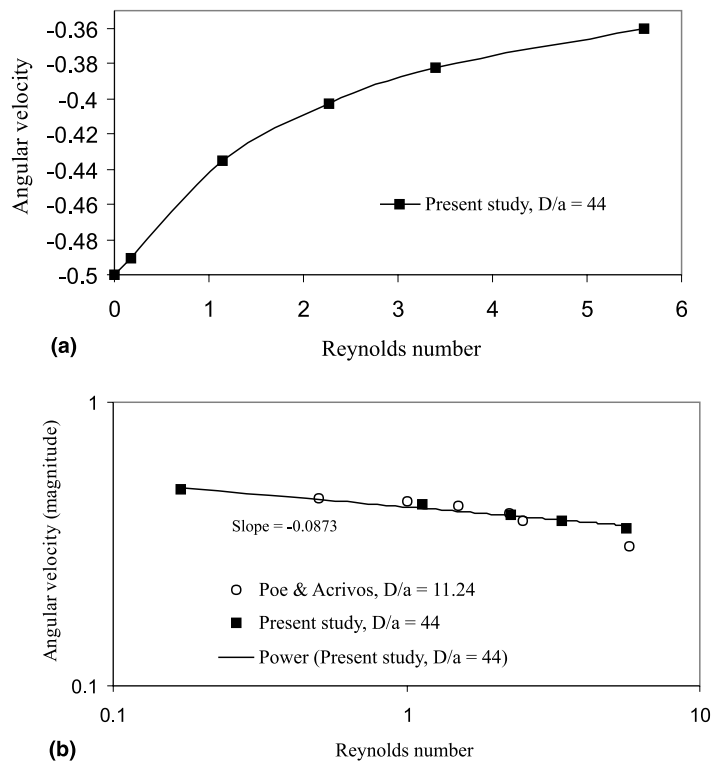 -0.36
-0.38
-0.4
-0.42
-0.44
-0.46
-0.48
-0.5
Angular velocity
Present study, D/a = 44
0 1 2 3 4 5 6
(a)
Reynolds number
1
Angular velocity (magnitude)
Slope = -0.0873
Poe & Acrivos, D/a = 11.24
Present study, D/a = 44
Power (Present study, D/a = 44)
0.1
0.1 1 10
(b)
Reynolds number